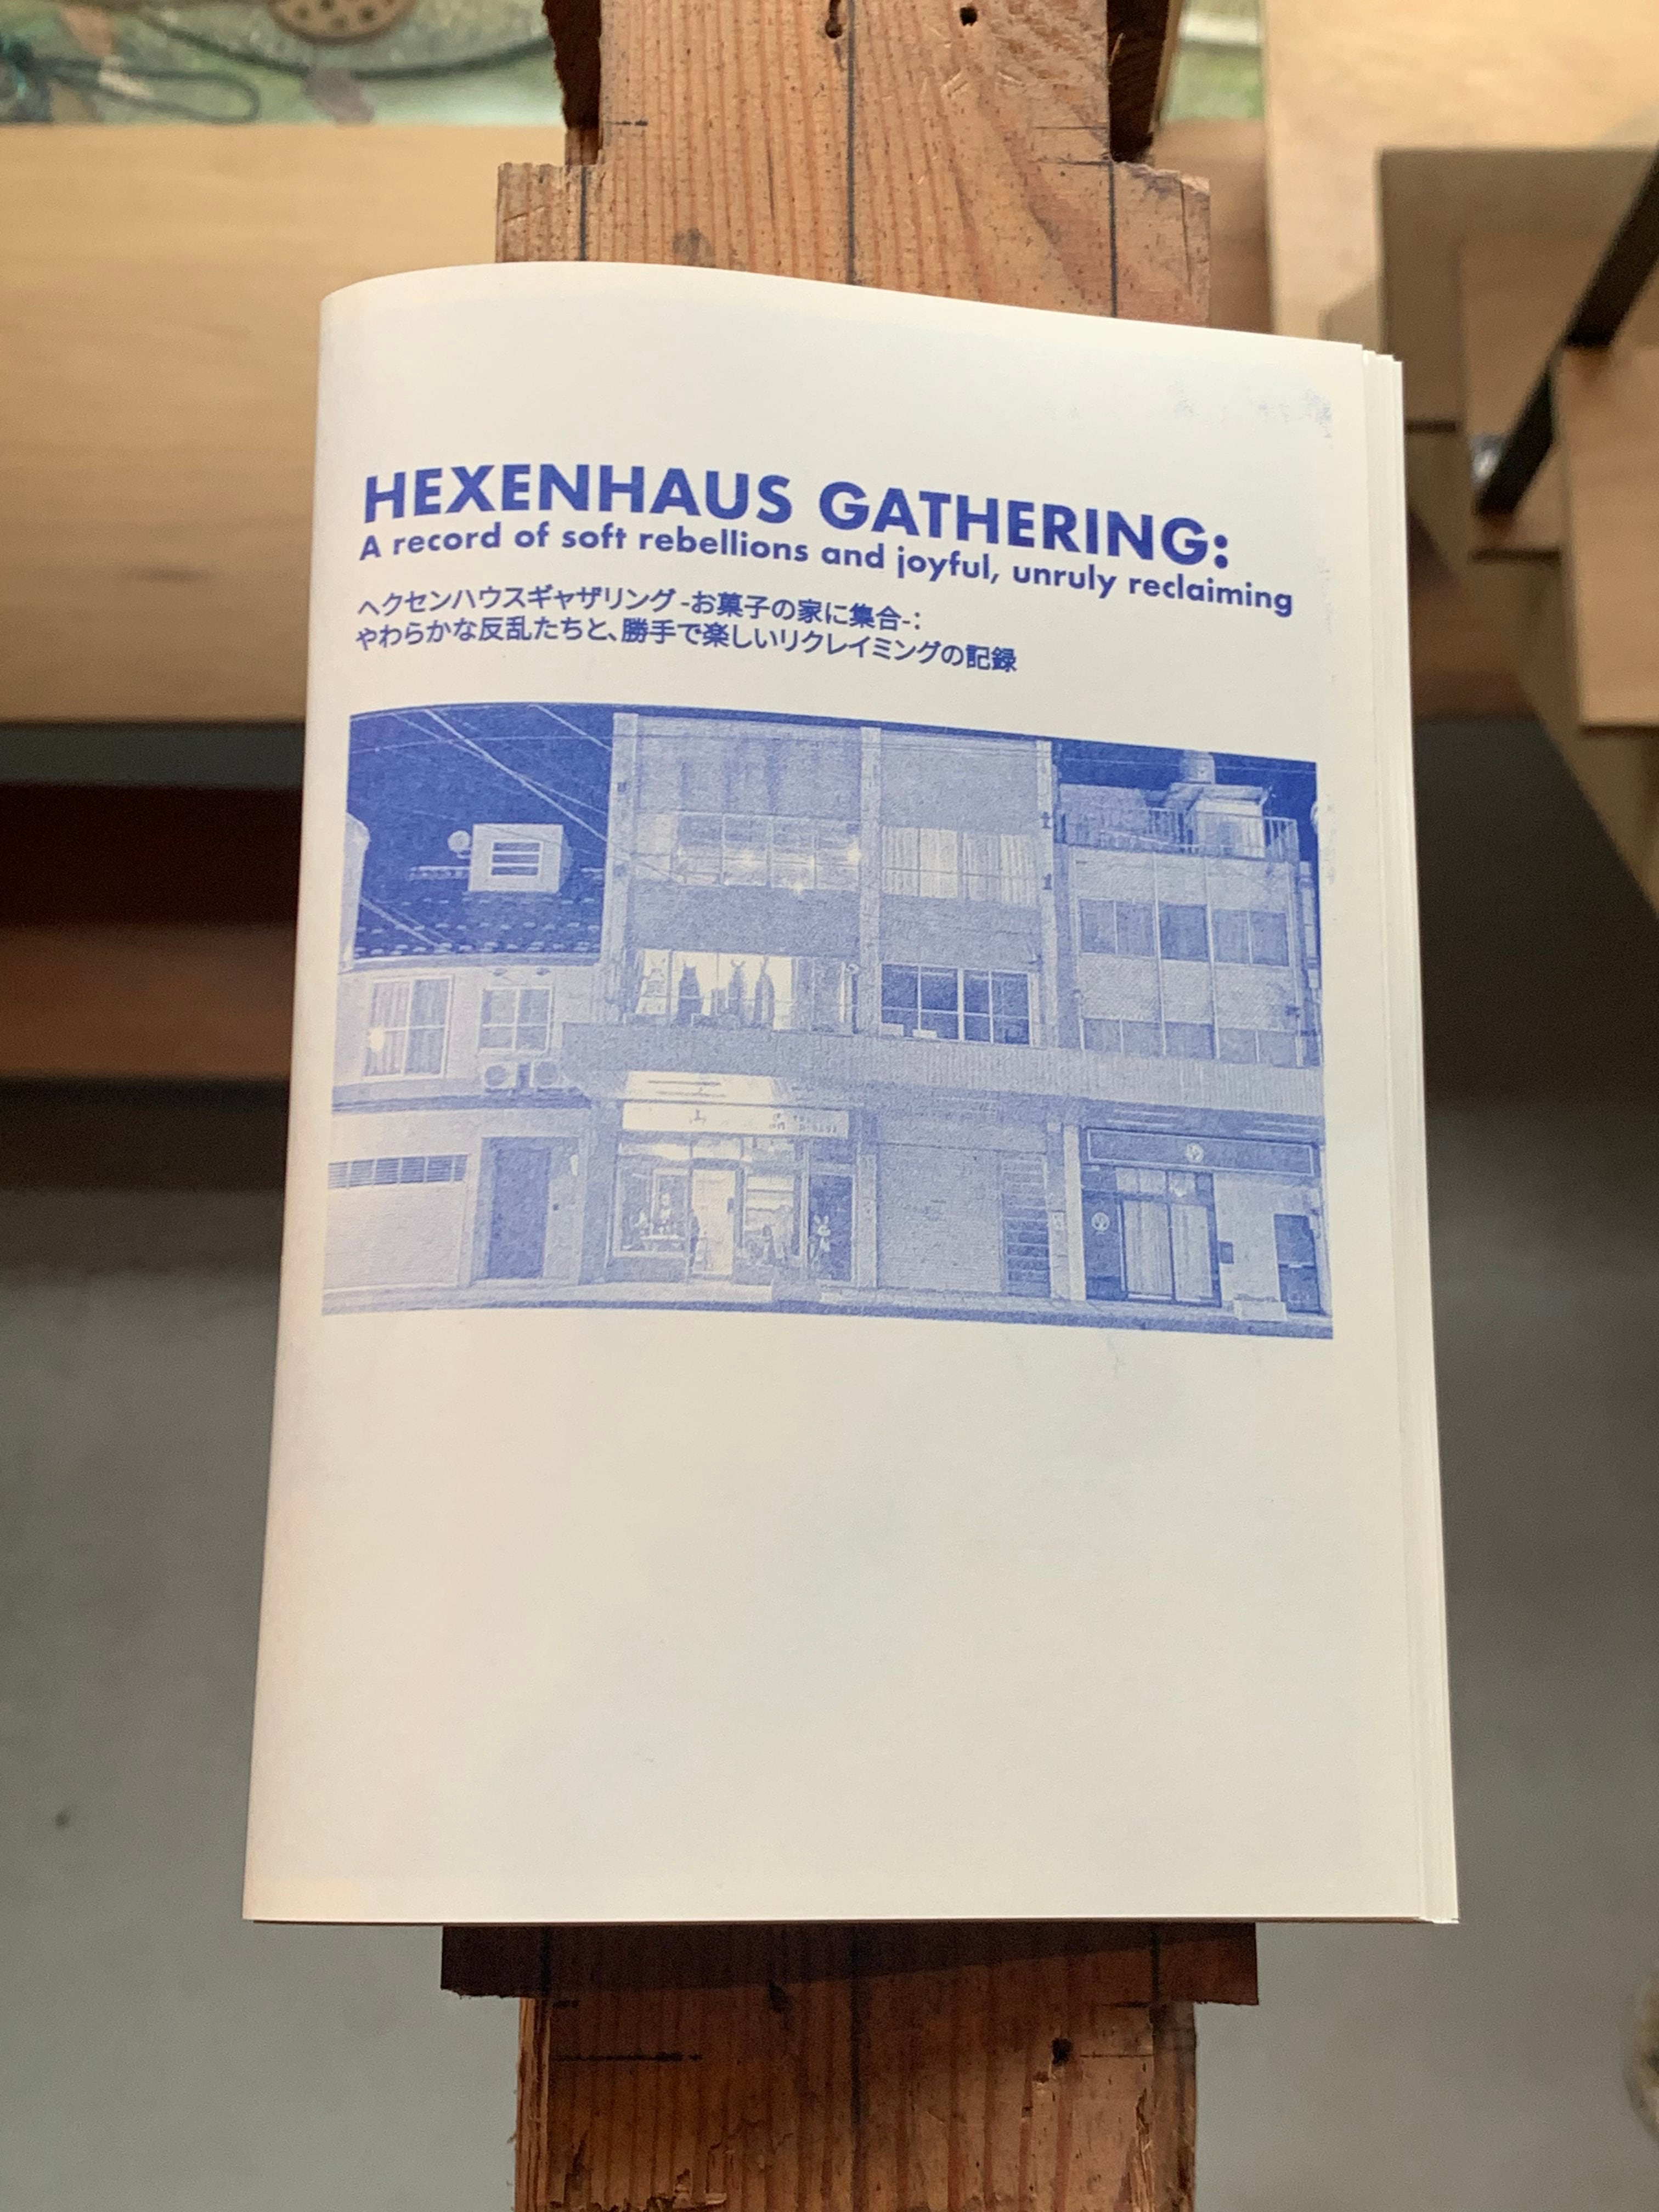 HEXENHAUS GATHERING:
A record of soft rebellions and joyful, unruly reclaiming
ヘクセンハウスギャザリング -お菓子の家に集合-：
やわらかな反乱たちと、勝手で楽しいリクレイミングの記録